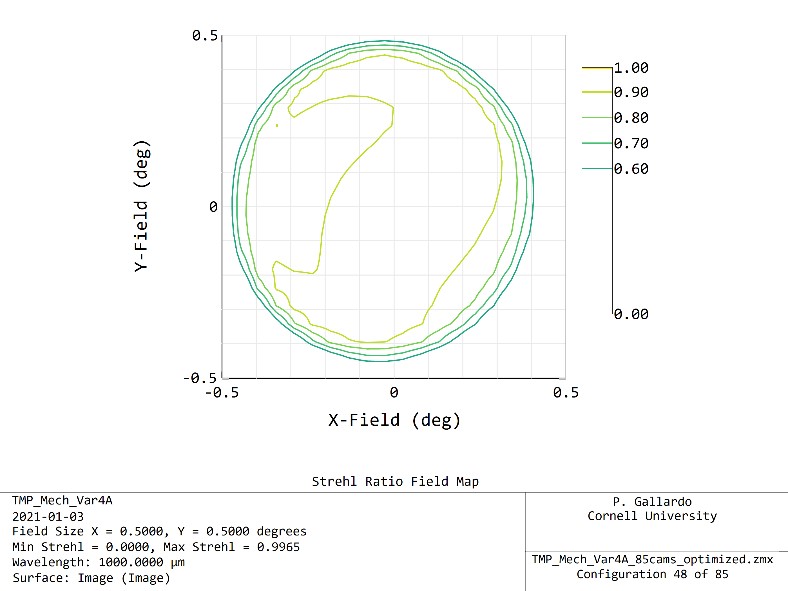 0.5
0
-0.5
-0.5
0
0.5
Y-Field (deg)
X-Field (deg)
1.00
0.90
0.80
0.70
0.60
0.00
Strehl Ratio Field Map
TMP_Mech_Var4A
2021-01-03
Field Size X = 0.5000, Y = 0.5000 degrees
Min Strehl = 0.0000, Max Strehl = 0.9965
Wavelength: 1000.0000 µm
Surface: Image (Image)
P. Gallardo
Cornell University
TMP_Mech_Var4A_85cams_optimized.zmx
Configuration 48 of 85